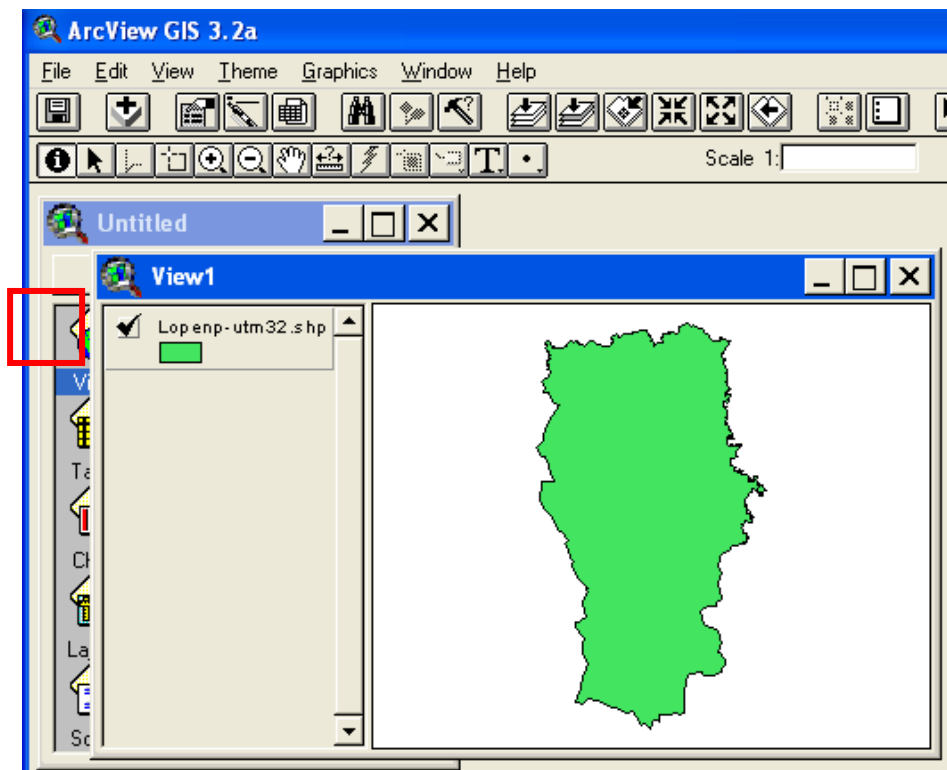 ArcView GIS 3.2a
File Edit View Theme Graphics Window Help
Scale 1:
Untitled
View1
Lopenp-utm32.shp